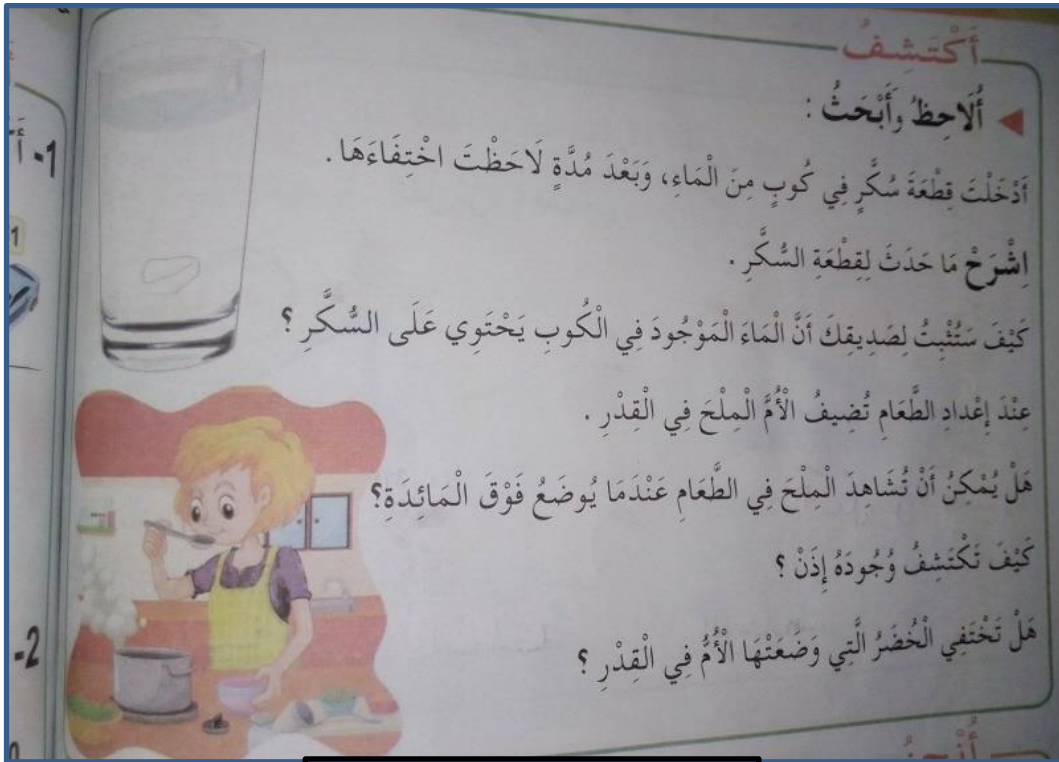 أَكْتَشِفُ
أُلَاحِظُ وَأَبْحَثُ :
أَدْخَلْتَ قِطْعَةَ سُكَّرٍ فِي كُوبٍ مِنَ الْمَاءِ، وَبَعْدَ مُدَّةٍ لَاحَظْتَ اخْتِفَاءَهَا .
اِشْرَحْ مَا حَدَثَ لِقِطْعَةِ السُّكَّرِ .
كَيْفَ سَتُثْبِتُ لِصَدِيقِكَ أَنَّ الْمَاءَ الْمَوْجُودَ فِي الْكُوبِ يَحْتَوِي عَلَى السُّكَّرِ ؟
عِنْدَ إِعْدَادِ الطَّعَامِ تُضِيفُ الْأُمُّ الْمِلْحَ فِي الْقِدْرِ .
هَلْ يُمْكِنُ أَنْ تُشَاهِدَ الْمِلْحَ فِي الطَّعَامِ عَنْدَمَا يُوضَعُ فَوْقَ الْمَائِدَةِ؟
كَيْفَ تَكْتَشِفُ وُجُودَهُ إِذَنْ ؟
هَلْ تَخْتَفِي الْخُضَرُ الَّتِي وَضَعَتْهَا الْأُمُّ فِي الْقِدْرِ ؟
1-
1
2-